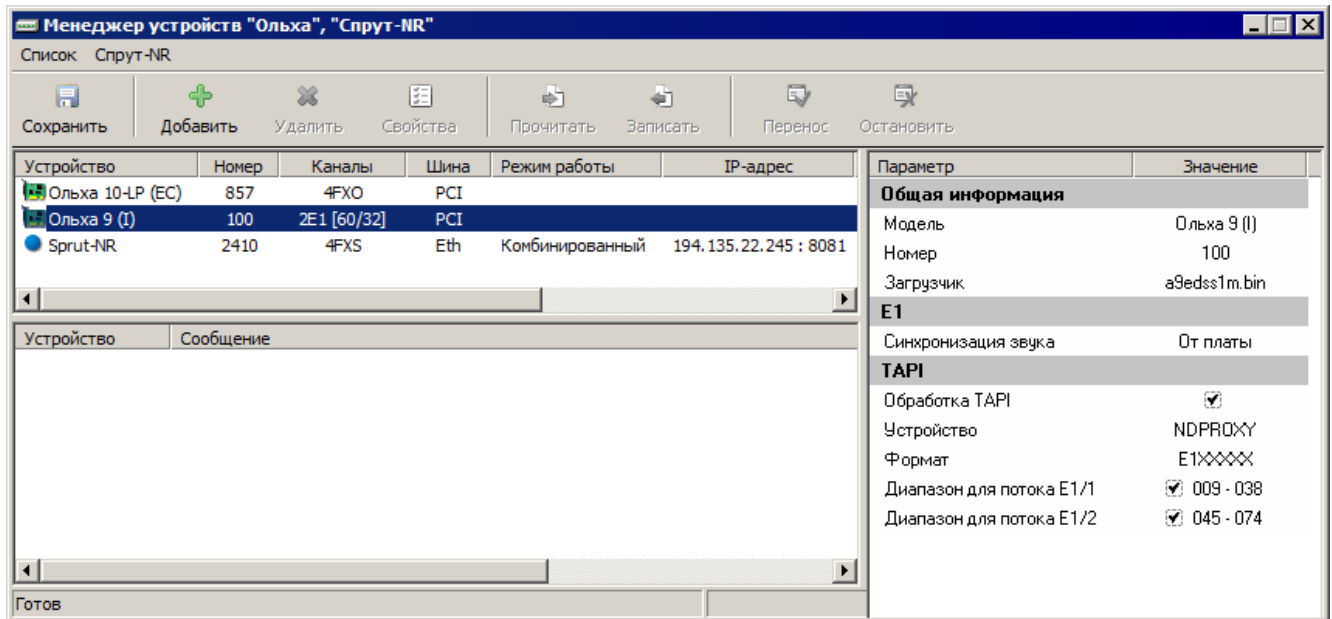 Менеджер устройств "Ольха", "Спрут-NR"
Список Спрут-NR
Сохранить Добавить Удалить Свойства Прочитать Записать Перенос Остановить
Устройство Номер Каналы Шина Режим работы IP-адрес
Ольха 10-LP (EC) 857 4FXO PCI
Ольха 9 (I) 100 2E1 [60/32] PCI
Sprut-NR 2410 4FXS Eth Комбинированный 194.135.22.245 : 8081
Устройство Сообщение
Готов
Параметр Значение
Общая информация
Модель Ольха 9 (I)
Номер 100
Загрузчик a9edss1m.bin
E1
Синхронизация звука От платы
TAPI
Обработка TAPI
Устройство NDPROXY
Формат E1XXXXX
Диапазон для потока E1/1 009 - 038
Диапазон для потока E1/2 045 - 074